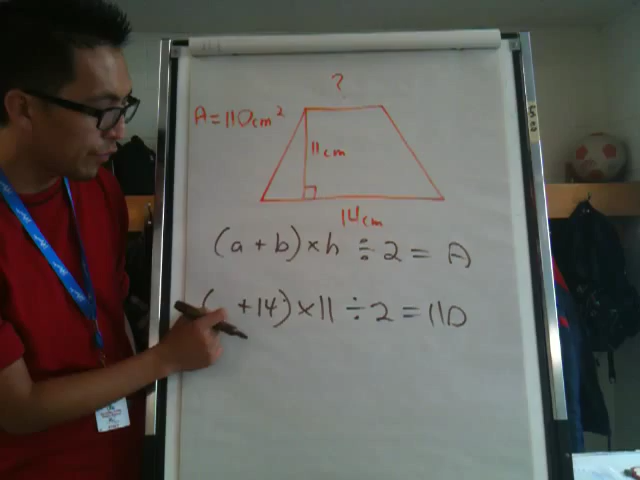 ?
A = 110cm²
11cm
14cm
(a + b) × h ÷ 2 = A
( + 14) × 11 ÷ 2 = 110